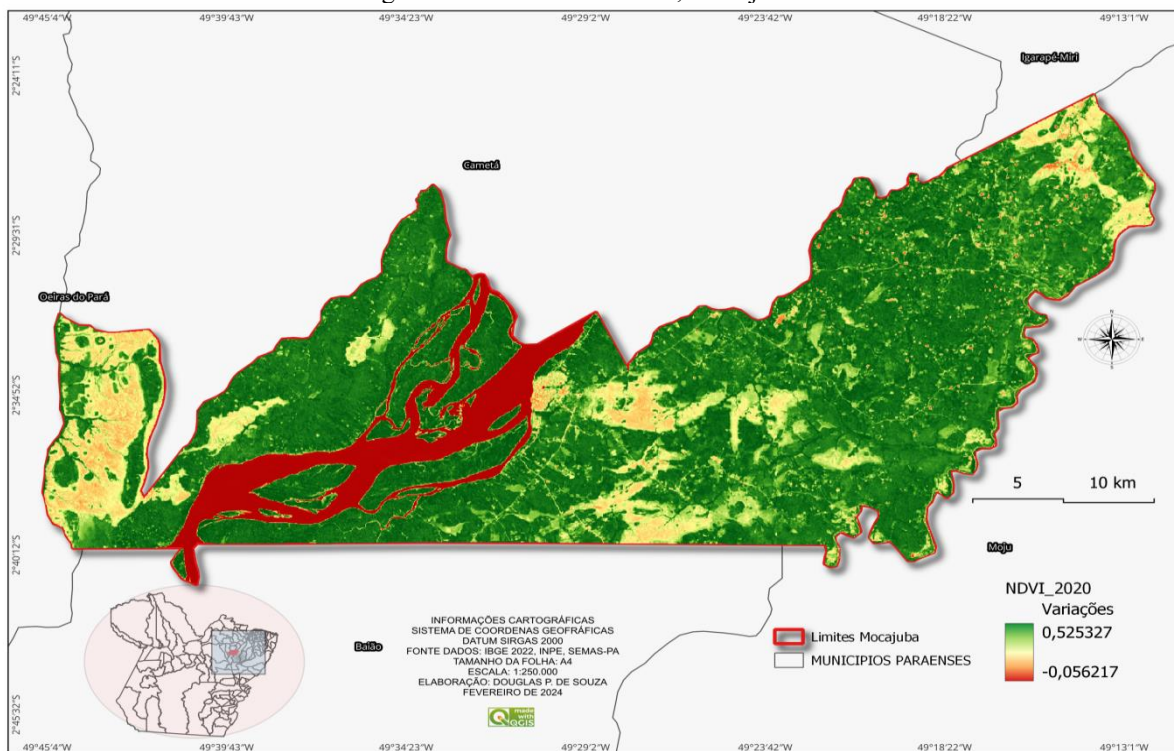 49°45'4"W 49°39'43"W 49°34'23"W 49°29'2"W 49°23'42"W 49°18'22"W 49°13'1"W
2°24'11"S
Igarapé-Miri
Cametá
2°29'31"S
Oeiras do Pará
2°34'52"S
5 10 km
2°40'12"S
Moju
NDVI_2020
Variações
0,525327
-0,056217
INFORMAÇÕES CARTOGRÁFICAS
SISTEMA DE COORDENAS GEOFRÁFICAS
DATUM SIRGAS 2000
FONTE DADOS: IBGE 2022, INPE, SEMAS-PA
TAMANHO DA FOLHA: A4
ESCALA: 1:250.000
ELABORAÇÃO: DOUGLAS P. DE SOUZA
FEVEREIRO DE 2024
Limites Mocajuba
MUNICIPIOS PARAENSES
Baião
made with QGIS
2°45'32"S
49°45'4"W 49°39'43"W 49°34'23"W 49°29'2"W 49°23'42"W 49°18'22"W 49°13'1"W